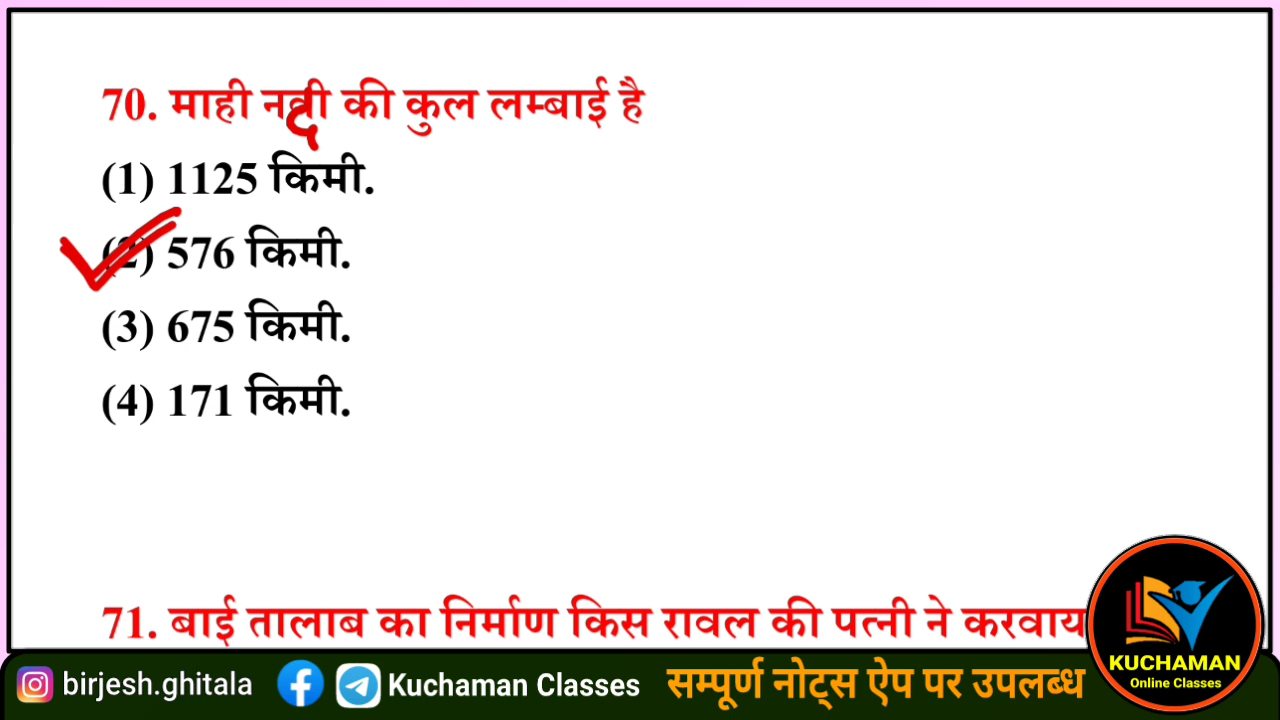 70. माही नदी की कुल लम्बाई है
(1) 1125 किमी.
(2) 576 किमी.
(3) 675 किमी.
(4) 171 किमी.
71. बाई तालाब का निर्माण किस रावल की पत्नी ने करवाय
KUCHAMAN
Online Classes
birjesh.ghitala
Kuchaman Classes
सम्पूर्ण नोट्स ऐप पर उपलब्ध